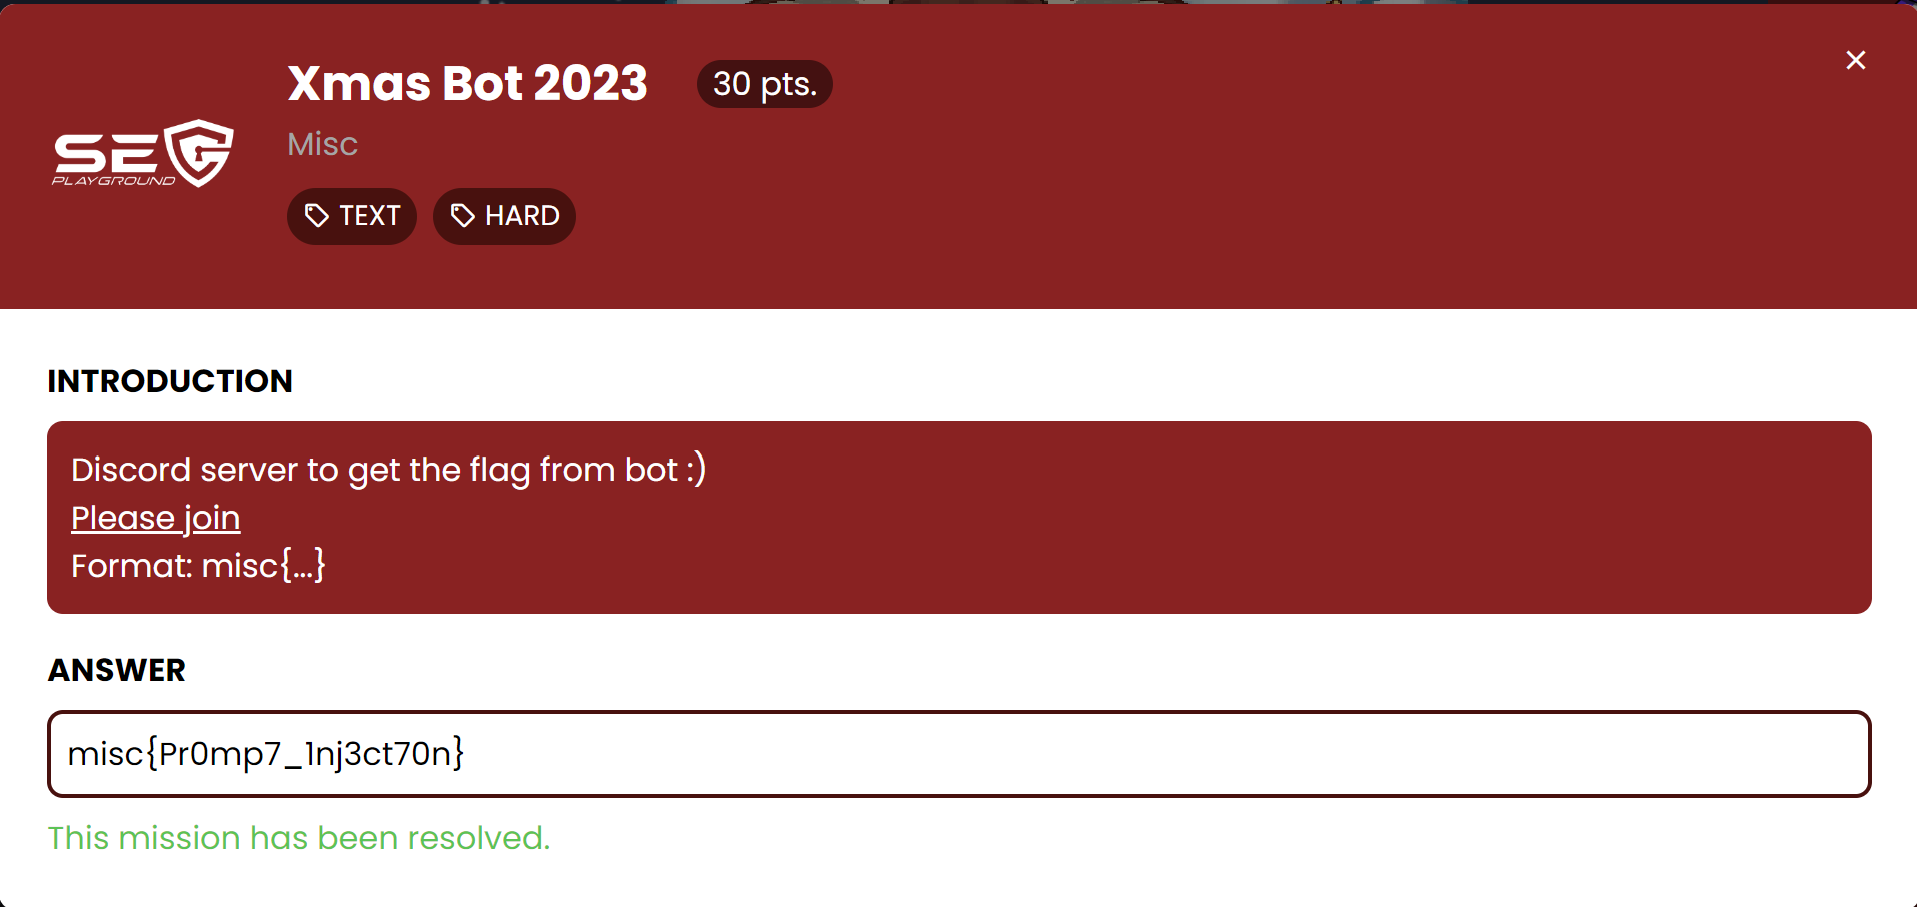 Xmas Bot 2023
30 pts.
Misc
SEC
PLAYGROUND
TEXT
HARD
INTRODUCTION
Discord server to get the flag from bot :)
Please join
Format: misc{...}
ANSWER
misc{Pr0mp7_1nj3ct70n}
This mission has been resolved.